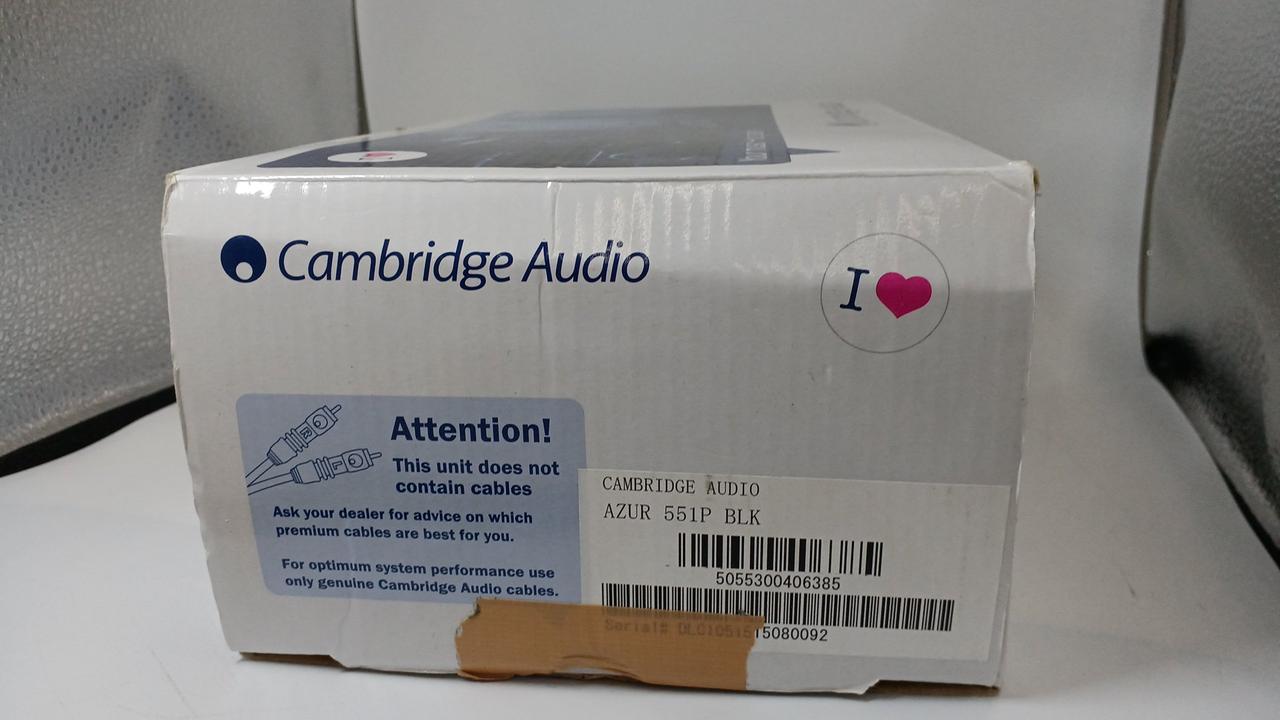 Cambridge Audio
I
Attention!
This unit does not
contain cables
Ask your dealer for advice on which
premium cables are best for you.
For optimum system performance use
only genuine Cambridge Audio cables.
CAMBRIDGE AUDIO
AZUR 551P BLK
5055300406385
Serial#